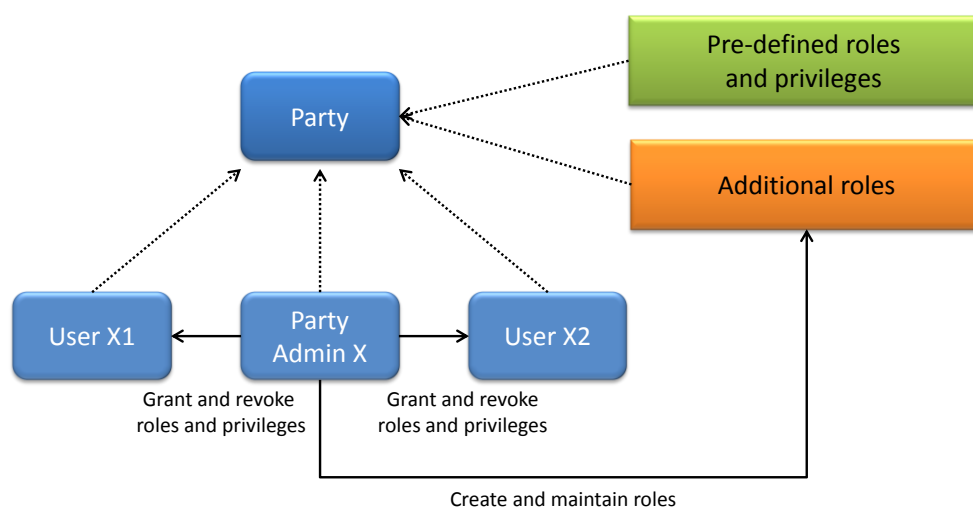 Pre-defined roles
and privileges
Party
Additional roles
User X1
Party
Admin X
User X2
Grant and revoke
roles and privileges
Grant and revoke
roles and privileges
Create and maintain roles